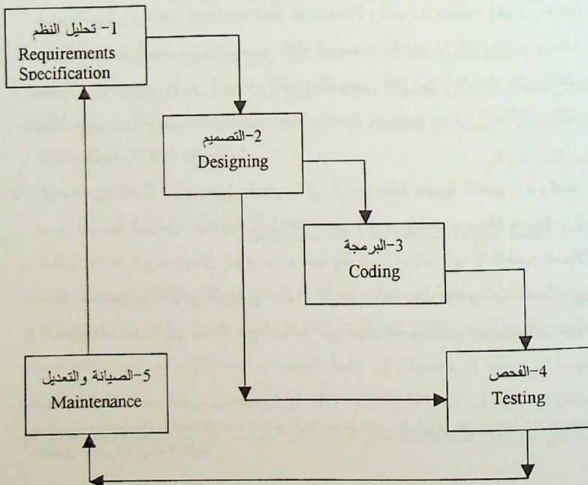 1- تحليل النظم
Requirements
Specification
2-التصميم
Designing
3-البرمجة
Coding
4-الفحص
Testing
5-الصيانة والتعديل
Maintenance